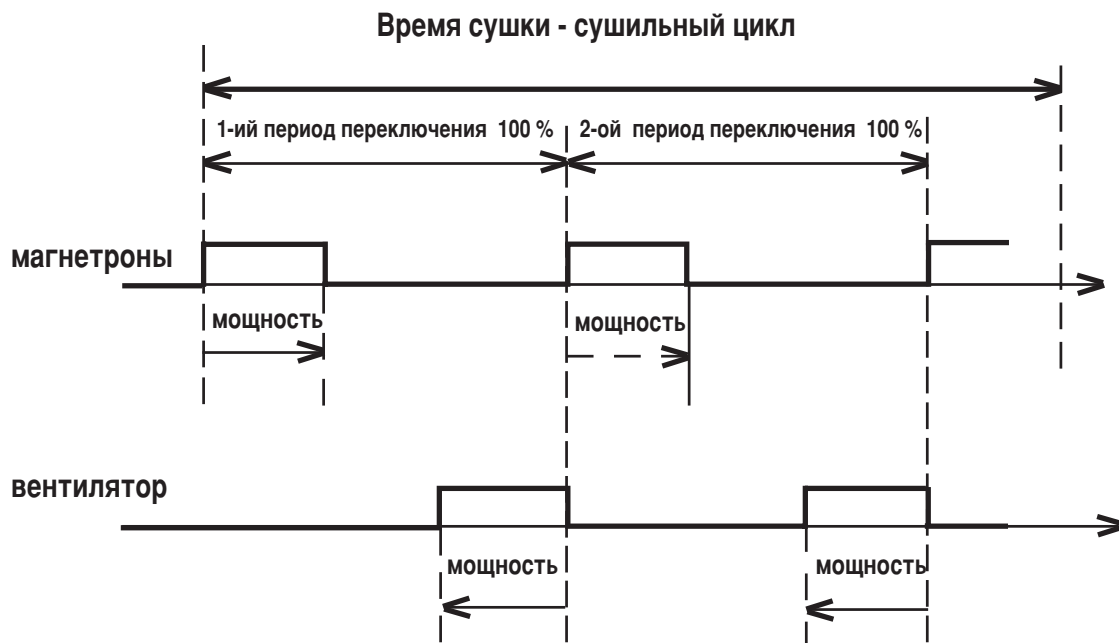 Время сушки - сушильный цикл
1-ий период переключения 100 %
2-ой период переключения 100 %
магнетроны
мощность
мощность
вентилятор
мощность
мощность